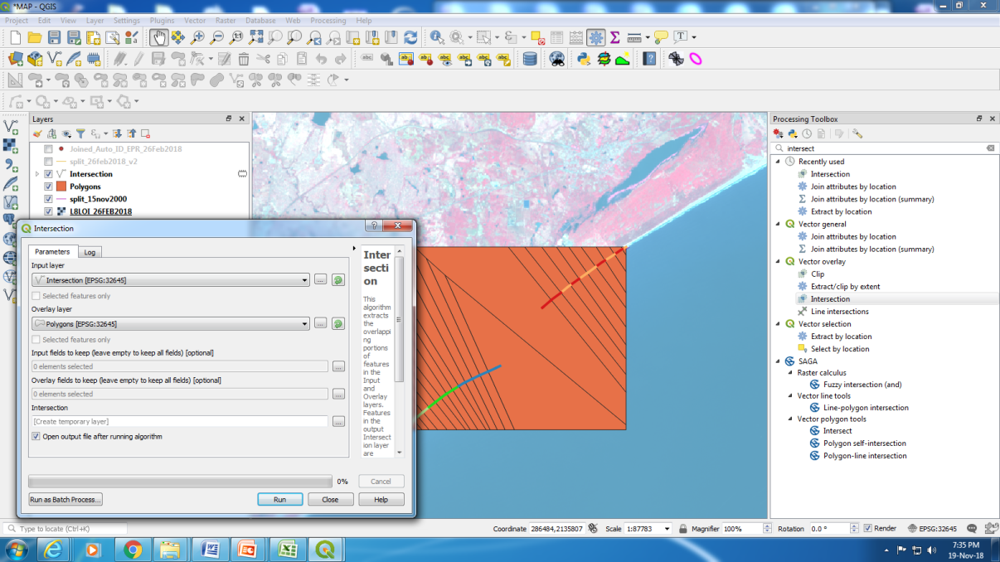 *MAP - QGIS
Project Edit View Layer Settings Plugins Vector Raster Database Web Processing Help
Layers
Joined_Auto_ID_EPR_26Feb2018
split_26feb2018_v2
Intersection
Polygons
split_15nov2000
L8LOI_26FEB2018
Intersection
Parameters Log
Input layer
Intersection [EPSG:32645]
Selected features only
Overlay layer
Polygons [EPSG:32645]
Selected features only
Input fields to keep (leave empty to keep all fields) [optional]
0 elements selected
Overlay fields to keep (leave empty to keep all fields) [optional]
0 elements selected
Intersection
[Create temporary layer]
Open output file after running algorithm
Inter
secti
on
This
algorithm
extracts
the
overlappi
ng
portions
of
features
in the
Input
and
Overlay
layers.
Features
in the
output
Intersect
ion layer
are
0% Cancel
Run as Batch Process... Run Close Help
Processing Toolbox
intersect
Recently used
Intersection
Join attributes by location
Join attributes by location (summary)
Extract by location
Vector general
Join attributes by location
Join attributes by location (summary)
Vector overlay
Clip
Extract/clip by extent
Intersection
Line intersections
Vector selection
Extract by location
Select by location
SAGA
Raster calculus
Fuzzy intersection (and)
Vector line tools
Line-polygon intersection
Vector polygon tools
Intersect
Polygon self-intersection
Polygon-line intersection
Type to locate (Ctrl+K) Coordinate 286484,2135807 Scale 1:87783 Magnifier 100% Rotation 0.0 ° Render EPSG:32645
7:35 PM
19-Nov-18